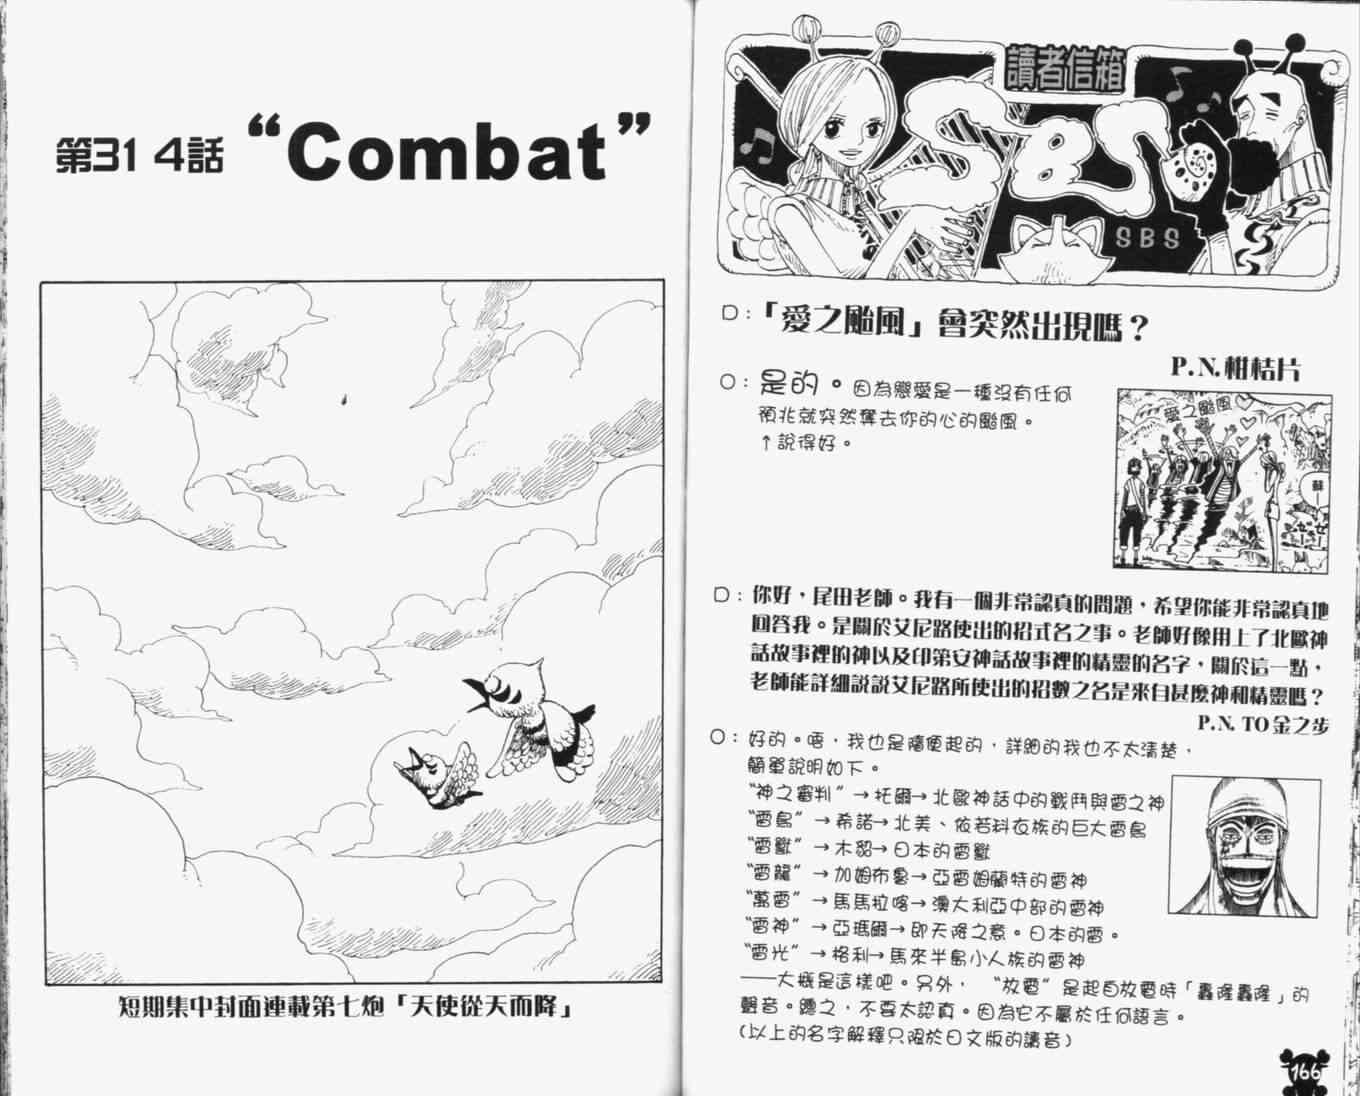 讀者信箱
SBS
SBS
D：「愛之颱風」會突然出現嗎？
P.N.柑桔片
O：是的。因為戀愛是一種沒有任何
預兆就突然奪去你的心的颱風。
↑說得好。
愛之颱風
蘇
D：你好，尾田老師。我有一個非常認真的問題，希望你能非常認真地
回答我。是關於艾尼路使出的招式名之事。老師好像用上了北歐神
話故事裡的神以及印第安神話故事裡的精靈的名字，關於這一點，
老師能詳細說說艾尼路所使出的招數之名是來自甚麼神和精靈嗎？
P.N. TO金之步
O：好的。唔，我也是隨便起的，詳細的我也不太清楚，
簡單說明如下。
“神之審判”→托爾→北歐神話中的戰鬥與雷之神
“雷鳥”→希諾→北美、依若科衣族的巨大雷鳥
“雷獸”→木貂→日本的雷獸
“雷龍”→加姆布魯→亞雷姆蘭特的雷神
“萬雷”→馬馬拉喀→澳大利亞中部的雷神
“雷神”→亞瑪爾→即天降之意。日本的雷。
“雷光”→格利→馬來半島小人族的雷神
——大概是這樣吧。另外，“放電”是起自放電時「轟隆轟隆」的
聲音。總之，不要太認真。因為它不屬於任何語言。
(以上的名字解釋只限於日文版的讀音)
166
第314話 “Combat”
短期集中封面連載第七炮「天使從天而降」